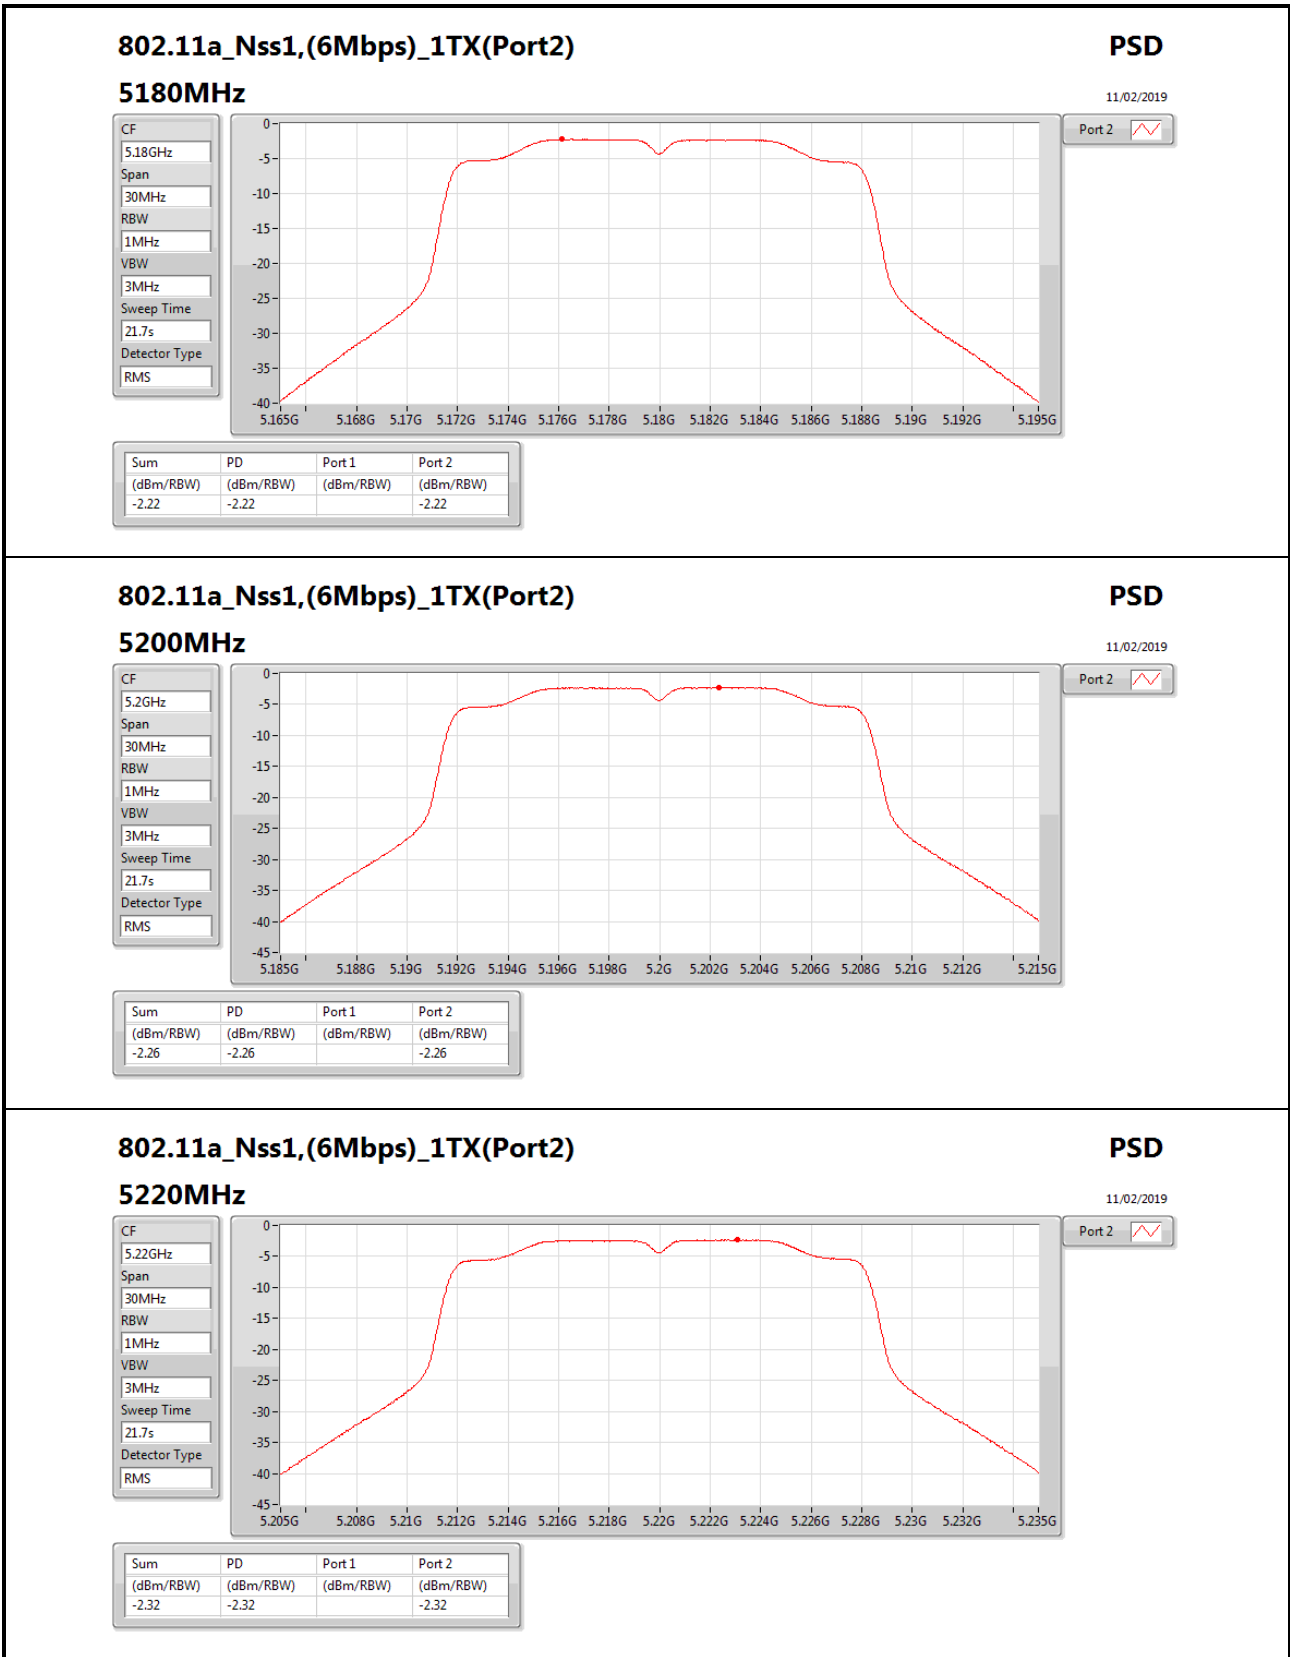 802.11a_Nss1,(6Mbps)_1TX(Port2)
PSD
5180MHz
11/02/2019
CF
5.18GHz
Span
30MHz
RBW
1MHz
VBW
3MHz
Sweep Time
21.7s
Detector Type
RMS
0
-5
-10
-15
-20
-25
-30
-35
-40
5.165G 5.168G 5.17G 5.172G 5.174G 5.176G 5.178G 5.18G 5.182G 5.184G 5.186G 5.188G 5.19G 5.192G 5.195G
Port 2
Sum PD Port 1 Port 2
(dBm/RBW) (dBm/RBW) (dBm/RBW) (dBm/RBW)
-2.22 -2.22 -2.22
802.11a_Nss1,(6Mbps)_1TX(Port2)
PSD
5200MHz
11/02/2019
CF
5.2GHz
Span
30MHz
RBW
1MHz
VBW
3MHz
Sweep Time
21.7s
Detector Type
RMS
0
-5
-10
-15
-20
-25
-30
-35
-40
-45
5.185G 5.188G 5.19G 5.192G 5.194G 5.196G 5.198G 5.2G 5.202G 5.204G 5.206G 5.208G 5.21G 5.212G 5.215G
Port 2
Sum PD Port 1 Port 2
(dBm/RBW) (dBm/RBW) (dBm/RBW) (dBm/RBW)
-2.26 -2.26 -2.26
802.11a_Nss1,(6Mbps)_1TX(Port2)
PSD
5220MHz
11/02/2019
CF
5.22GHz
Span
30MHz
RBW
1MHz
VBW
3MHz
Sweep Time
21.7s
Detector Type
RMS
0
-5
-10
-15
-20
-25
-30
-35
-40
-45
5.205G 5.208G 5.21G 5.212G 5.214G 5.216G 5.218G 5.22G 5.222G 5.224G 5.226G 5.228G 5.23G 5.232G 5.235G
Port 2
Sum PD Port 1 Port 2
(dBm/RBW) (dBm/RBW) (dBm/RBW) (dBm/RBW)
-2.32 -2.32 -2.32